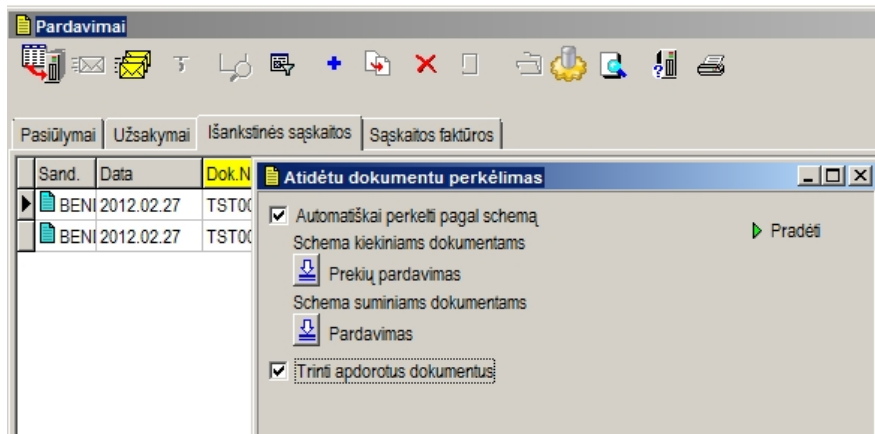 Pardavimai
Pasiūlymai Užsakymai Išankstinės sąskaitos Sąskaitos faktūros
Sand. Data Dok.N
BENI 2012.02.27 TST00
BENI 2012.02.27 TST00
Atidėtu dokumentu perkėlimas
Automatiškai perkelti pagal schemą
Pradėti
Schema kiekiniams dokumentams
Prekių pardavimas
Schema suminiams dokumentams
Pardavimas
Trinti apdorotus dokumentus